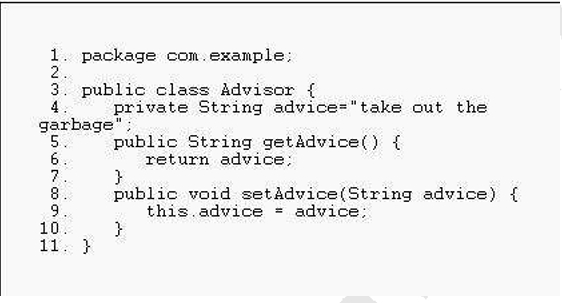 1. package com.example;
2.
3. public class Advisor {
4. private String advice="take out the
garbage";
5. public String getAdvice() {
6. return advice;
7. }
8. public void setAdvice(String advice) {
9. this.advice = advice;
10. }
11. }